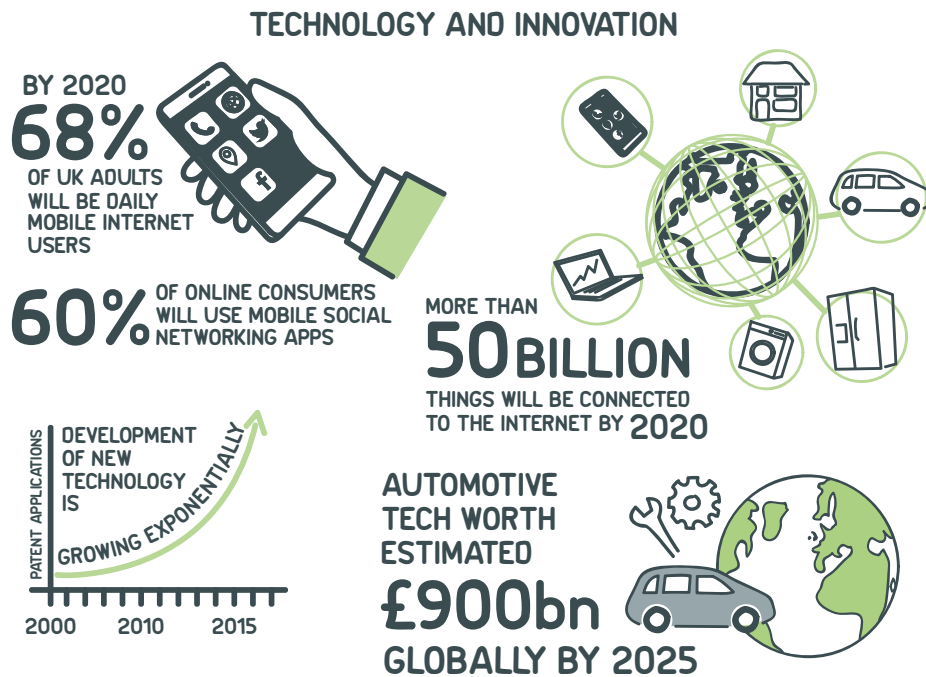 TECHNOLOGY AND INNOVATION
BY 2020
68%
OF UK ADULTS
WILL BE DAILY
MOBILE INTERNET
USERS
60%
OF ONLINE CONSUMERS
WILL USE MOBILE SOCIAL
NETWORKING APPS
MORE THAN
50 BILLION
THINGS WILL BE CONNECTED
TO THE INTERNET BY 2020
PATENT APPLICATIONS
DEVELOPMENT
OF NEW
TECHNOLOGY
IS
GROWING EXPONENTIALLY
2000 2010 2015
AUTOMOTIVE
TECH WORTH
ESTIMATED
£900bn
GLOBALLY BY 2025